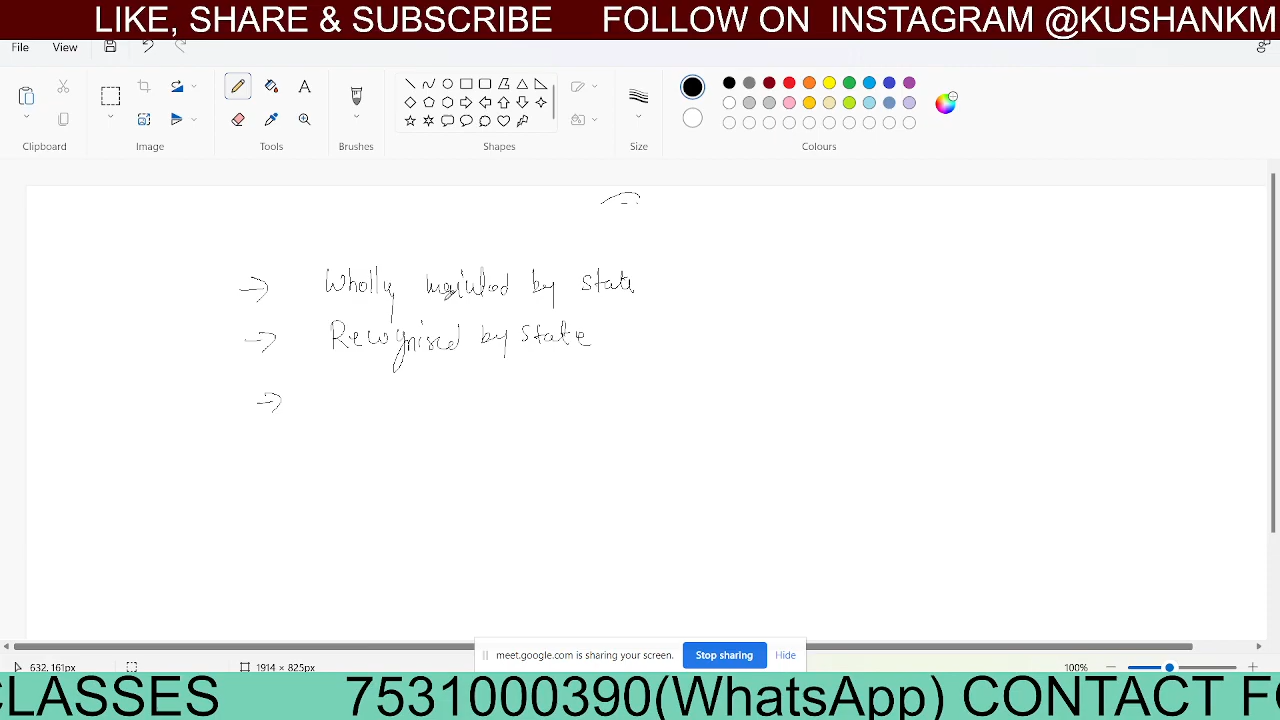 LIKE, SHARE & SUBSCRIBE FOLLOW ON INSTAGRAM @KUSHANKM
File View
Clipboard Image Tools Brushes Shapes Size Colours
→ Wholly by State
→ Recognised by State
→
meet.google.com is sharing your screen. Stop sharing Hide
632, 161px 1914 × 825px 100%
CLASSES 7531000390(WhatsApp) CONTACT FO